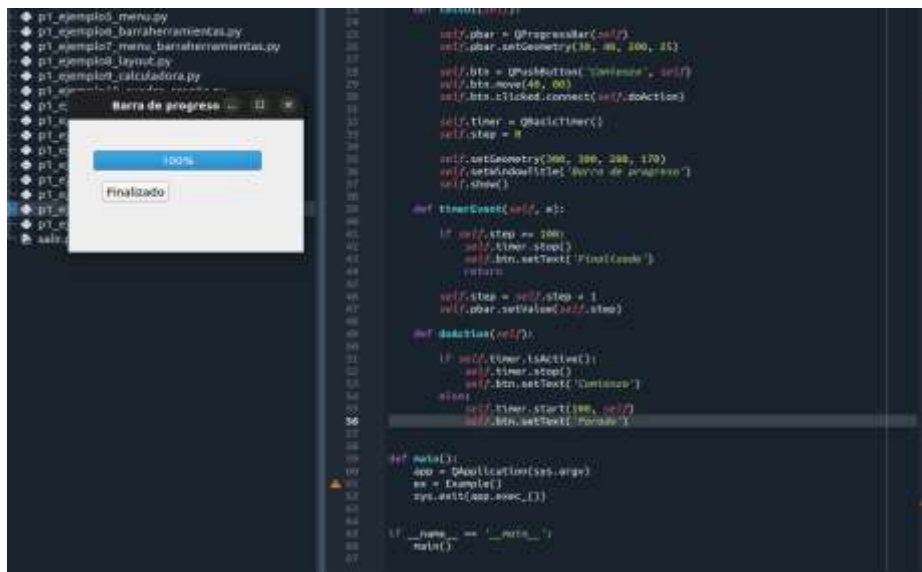 p1_ejemplo5_menu.py
p1_ejemplo6_barraherramientas.py
p1_ejemplo7_menu_barraherramientas.py
p1_ejemplo8_layout.py
p1_ejemplo9_calculadora.py
Barra de progreso
100%
Finalizado
self.pbar = QProgressBar(self)
self.pbar.setGeometry(30, 40, 200, 25)
self.btn = QPushButton('Comienzo', self)
self.btn.move(40, 80)
self.btn.clicked.connect(self.doAction)
self.timer = QBasicTimer()
self.step = 0
self.setGeometry(300, 300, 280, 170)
self.setWindowTitle('Barra de progreso')
self.show()
def timerEvent(self, e):
if self.step >= 100:
self.timer.stop()
self.btn.setText('Finalizado')
return
self.step = self.step + 1
self.pbar.setValue(self.step)
def doAction(self):
if self.timer.isActive():
self.timer.stop()
self.btn.setText('Comienzo')
else:
self.timer.start(100, self)
56 self.btn.setText('Parado')
def main():
app = QApplication(sys.argv)
ex = Example()
sys.exit(app.exec_())
if __name__ == '__main__':
main()